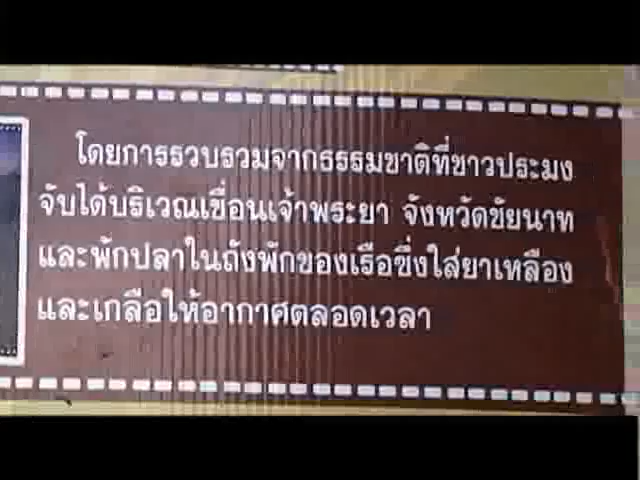 โดยการรวบรวมจากธรรมชาติที่ชาวประมง
จับได้บริเวณเขื่อนเจ้าพระยา จังหวัดชัยนาท
และพักปลาในถังพักของเรือซึ่งใส่ยาเหลือง
และเกลือให้อากาศตลอดเวลา